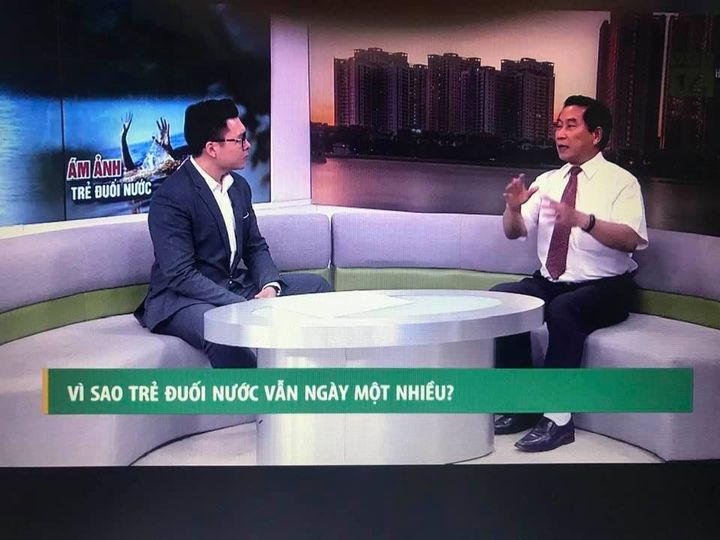 ÁM ẢNH
TRẺ ĐUỐI NƯỚC
VÌ SAO TRẺ ĐUỐI NƯỚC VẪN NGÀY MỘT NHIỀU?